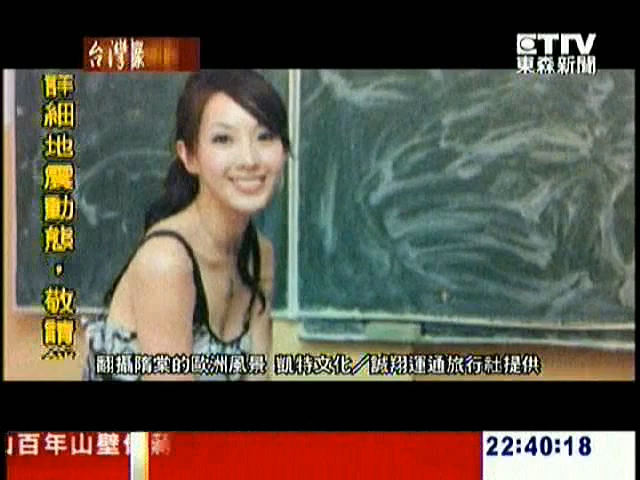 台灣
ETTV
東森新聞
詳細地震動態，敬請
翻攝隋棠的歐洲風景 凱特文化／誠翔運通旅行社提供
山百年山壁
22:40:18